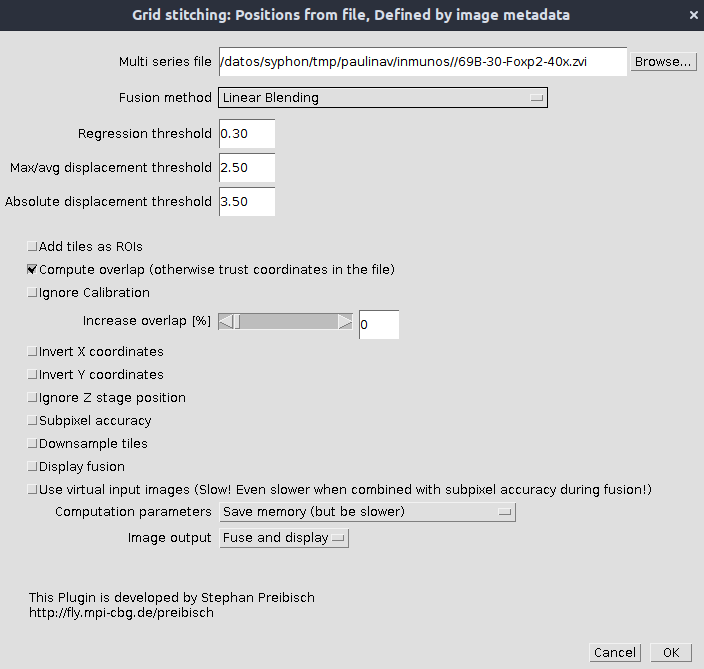 Grid stitching: Positions from file, Defined by image metadata
Multi series file /datos/syphon/tmp/paulinav/inmunos//69B-30-Foxp2-40x.zvi Browse...
Fusion method Linear Blending
Regression threshold 0.30
Max/avg displacement threshold 2.50
Absolute displacement threshold 3.50
Add tiles as ROIs
Compute overlap (otherwise trust coordinates in the file)
Ignore Calibration
Increase overlap [%] 0
Invert X coordinates
Invert Y coordinates
Ignore Z stage position
Subpixel accuracy
Downsample tiles
Display fusion
Use virtual input images (Slow! Even slower when combined with subpixel accuracy during fusion!)
Computation parameters Save memory (but be slower)
Image output Fuse and display
This Plugin is developed by Stephan Preibisch
http://fly.mpi-cbg.de/preibisch
Cancel OK